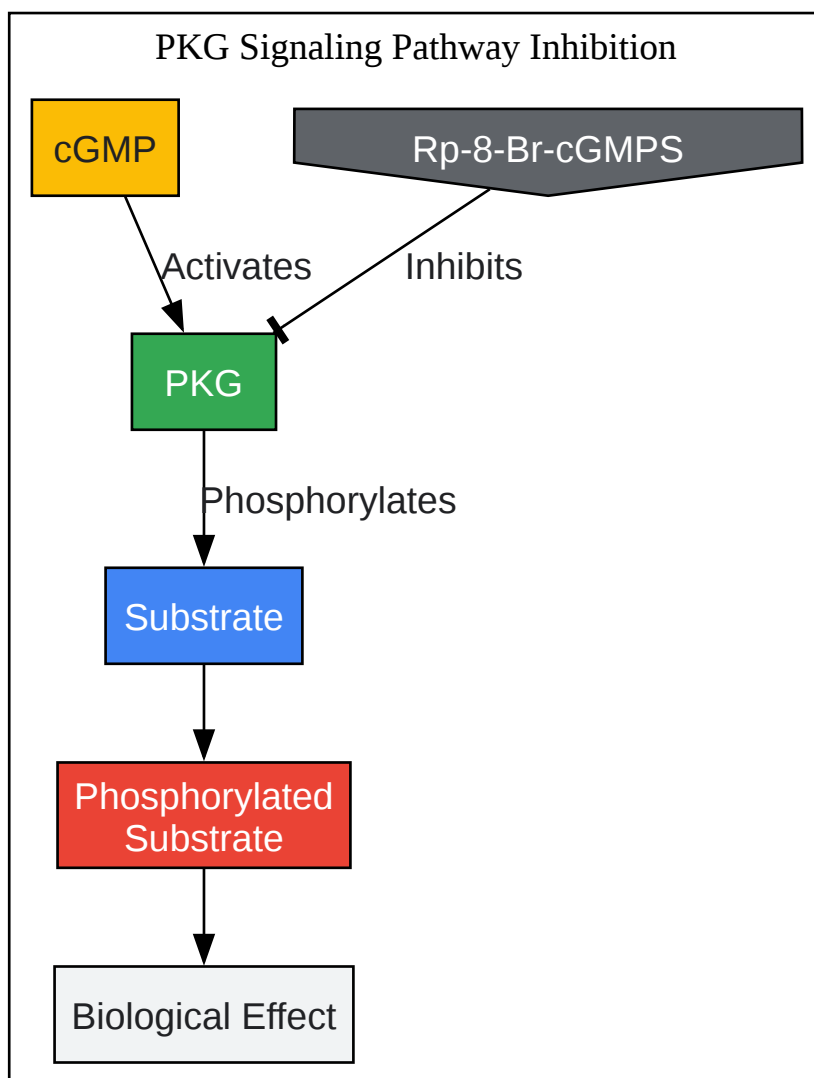 PKG Signaling Pathway Inhibition
cGMP
Rp-8-Br-cGMPS
Activates
Inhibits
PKG
Phosphorylates
Substrate
Phosphorylated
Substrate
Biological Effect